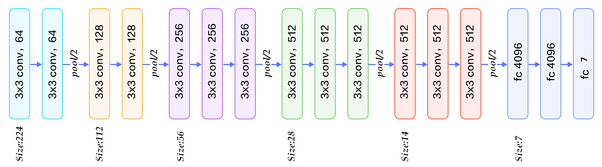 3x3 conv, 64
3x3 conv, 64
pool/2
3x3 conv, 128
3x3 conv, 128
pool/2
3x3 conv, 256
3x3 conv, 256
3x3 conv, 256
pool/2
3x3 conv, 512
3x3 conv, 512
3x3 conv, 512
pool/2
3x3 conv, 512
3x3 conv, 512
3x3 conv, 512
pool/2
fc 4096
fc 4096
fc 7
Size:224
Size:112
Size:56
Size:28
Size:14
Size:7